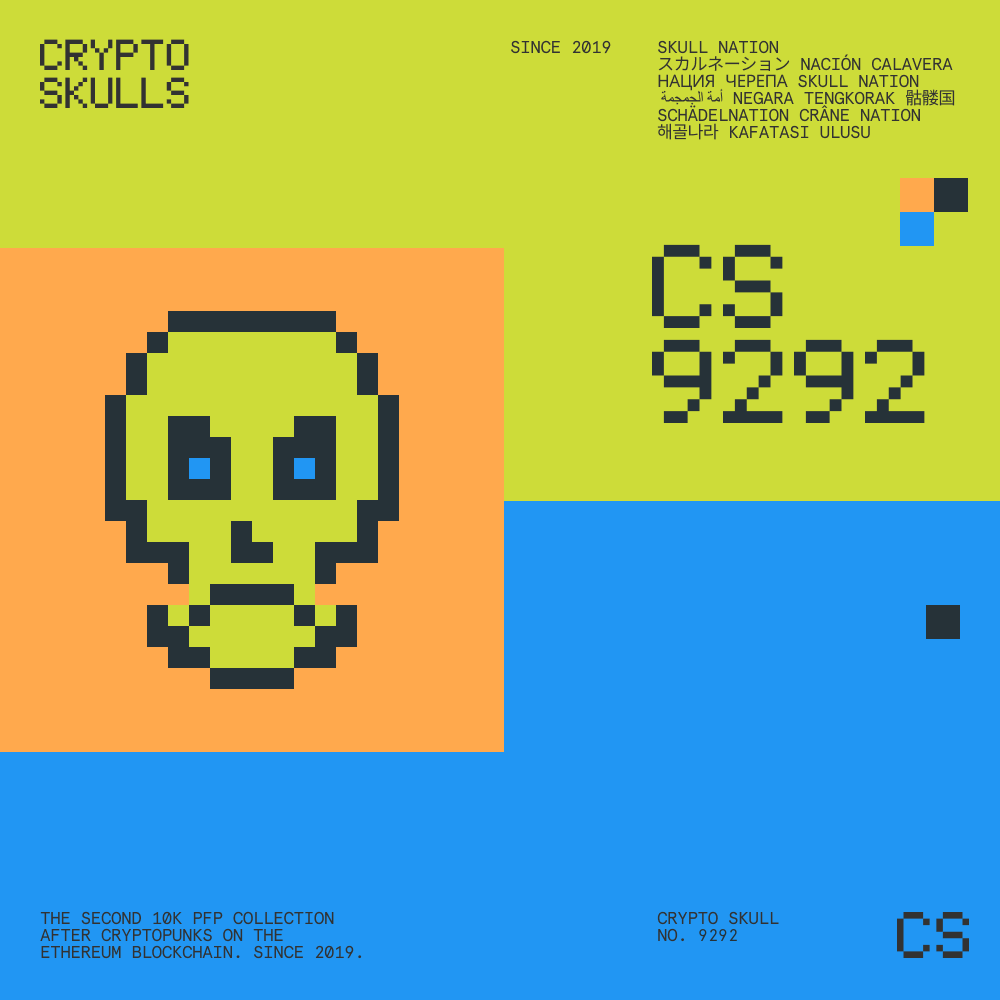 CRYPTO
SKULLS
SINCE 2019
SKULL NATION
スカルネーション NACIÓN CALAVERA
НАЦИЯ ЧЕРЕПА SKULL NATION
أمة الجمجمة NEGARA TENGKORAK 骷髅国
SCHÄDELNATION CRÂNE NATION
해골나라 KAFATASI ULUSU
CS
9292
THE SECOND 10K PFP COLLECTION
AFTER CRYPTOPUNKS ON THE
ETHEREUM BLOCKCHAIN. SINCE 2019.
CRYPTO SKULL
NO. 9292
CS